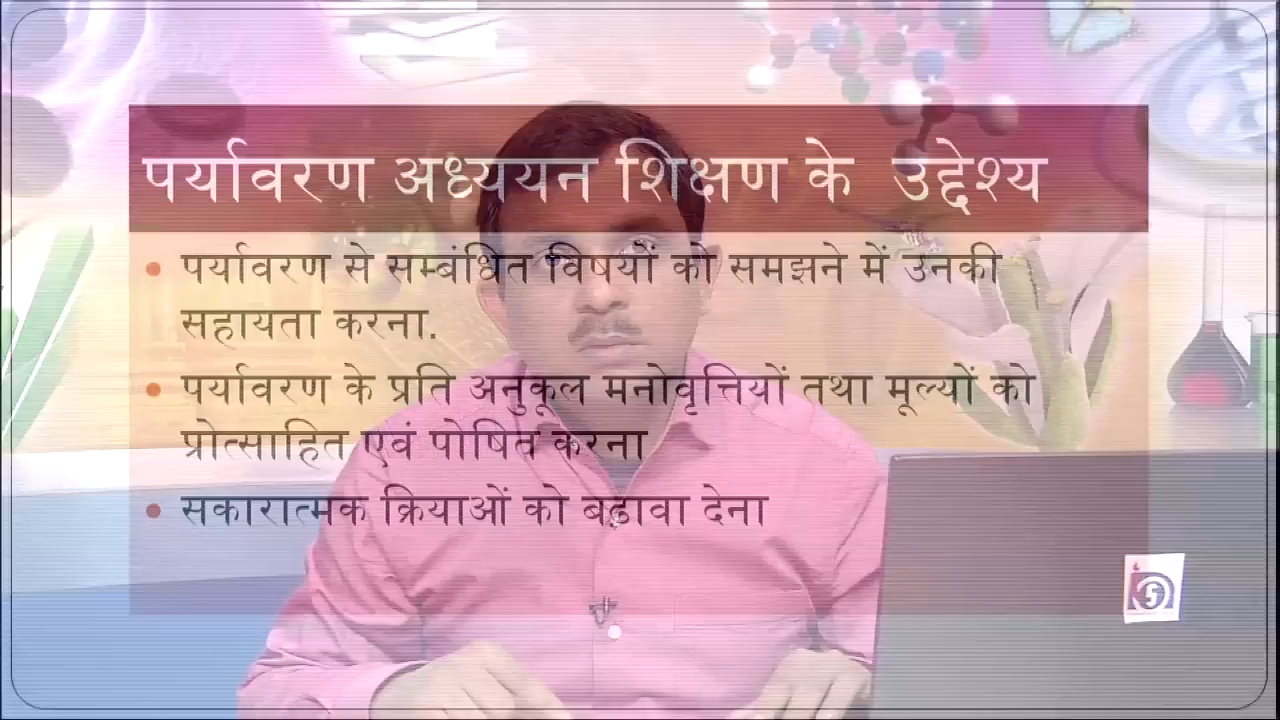 पर्यावरण अध्ययन शिक्षण के उद्देश्य
• पर्यावरण से सम्बंधित विषयों को समझने में उनकी
सहायता करना.
• पर्यावरण के प्रति अनुकूल मनोवृत्तियों तथा मूल्यों को
प्रोत्साहित एवं पोषित करना
• सकारात्मक क्रियाओं को बढ़ावा देना
5